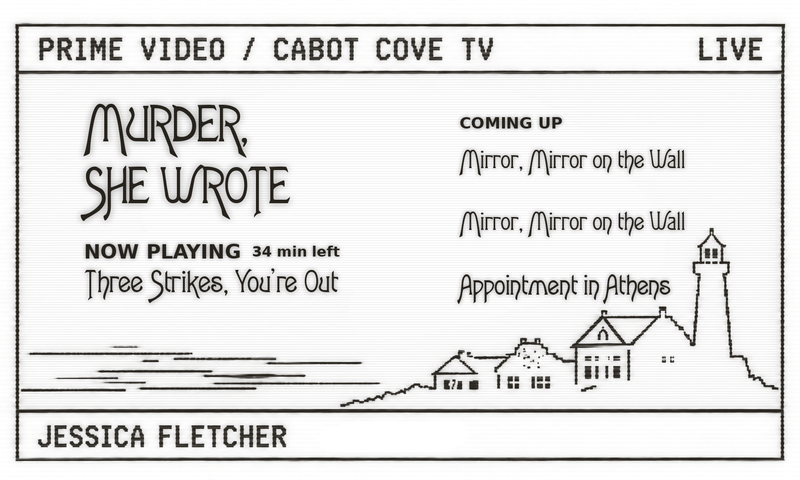 PRIME VIDEO / CABOT COVE TV LIVE
MURDER,
SHE WROTE
NOW PLAYING 34 min left
Three Strikes, You're Out
COMING UP
Mirror, Mirror on the Wall
Mirror, Mirror on the Wall
Appointment in Athens
JESSICA FLETCHER